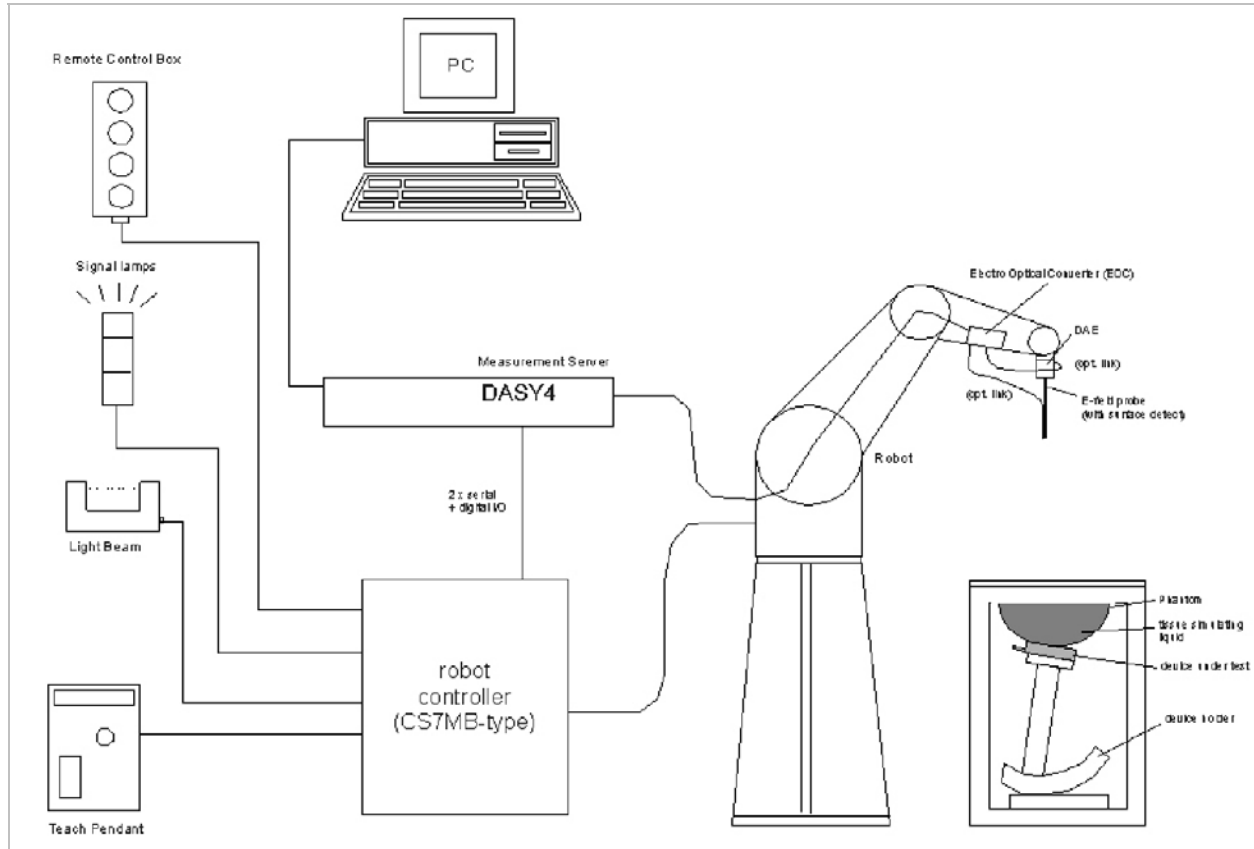 Remote Control Box
PC
Signal lamps
Electro Optical Converter (EOC)
DAE
(opt. link)
(opt. link)
E-field probe
(with surface detect)
Measurement Server
DASY4
Robot
2 x serial
+ digital I/O
Light Beam
Phantom
tissue simulating
liquid
device under test
device holder
robot
controller
(CS7MB-type)
Teach Pendant